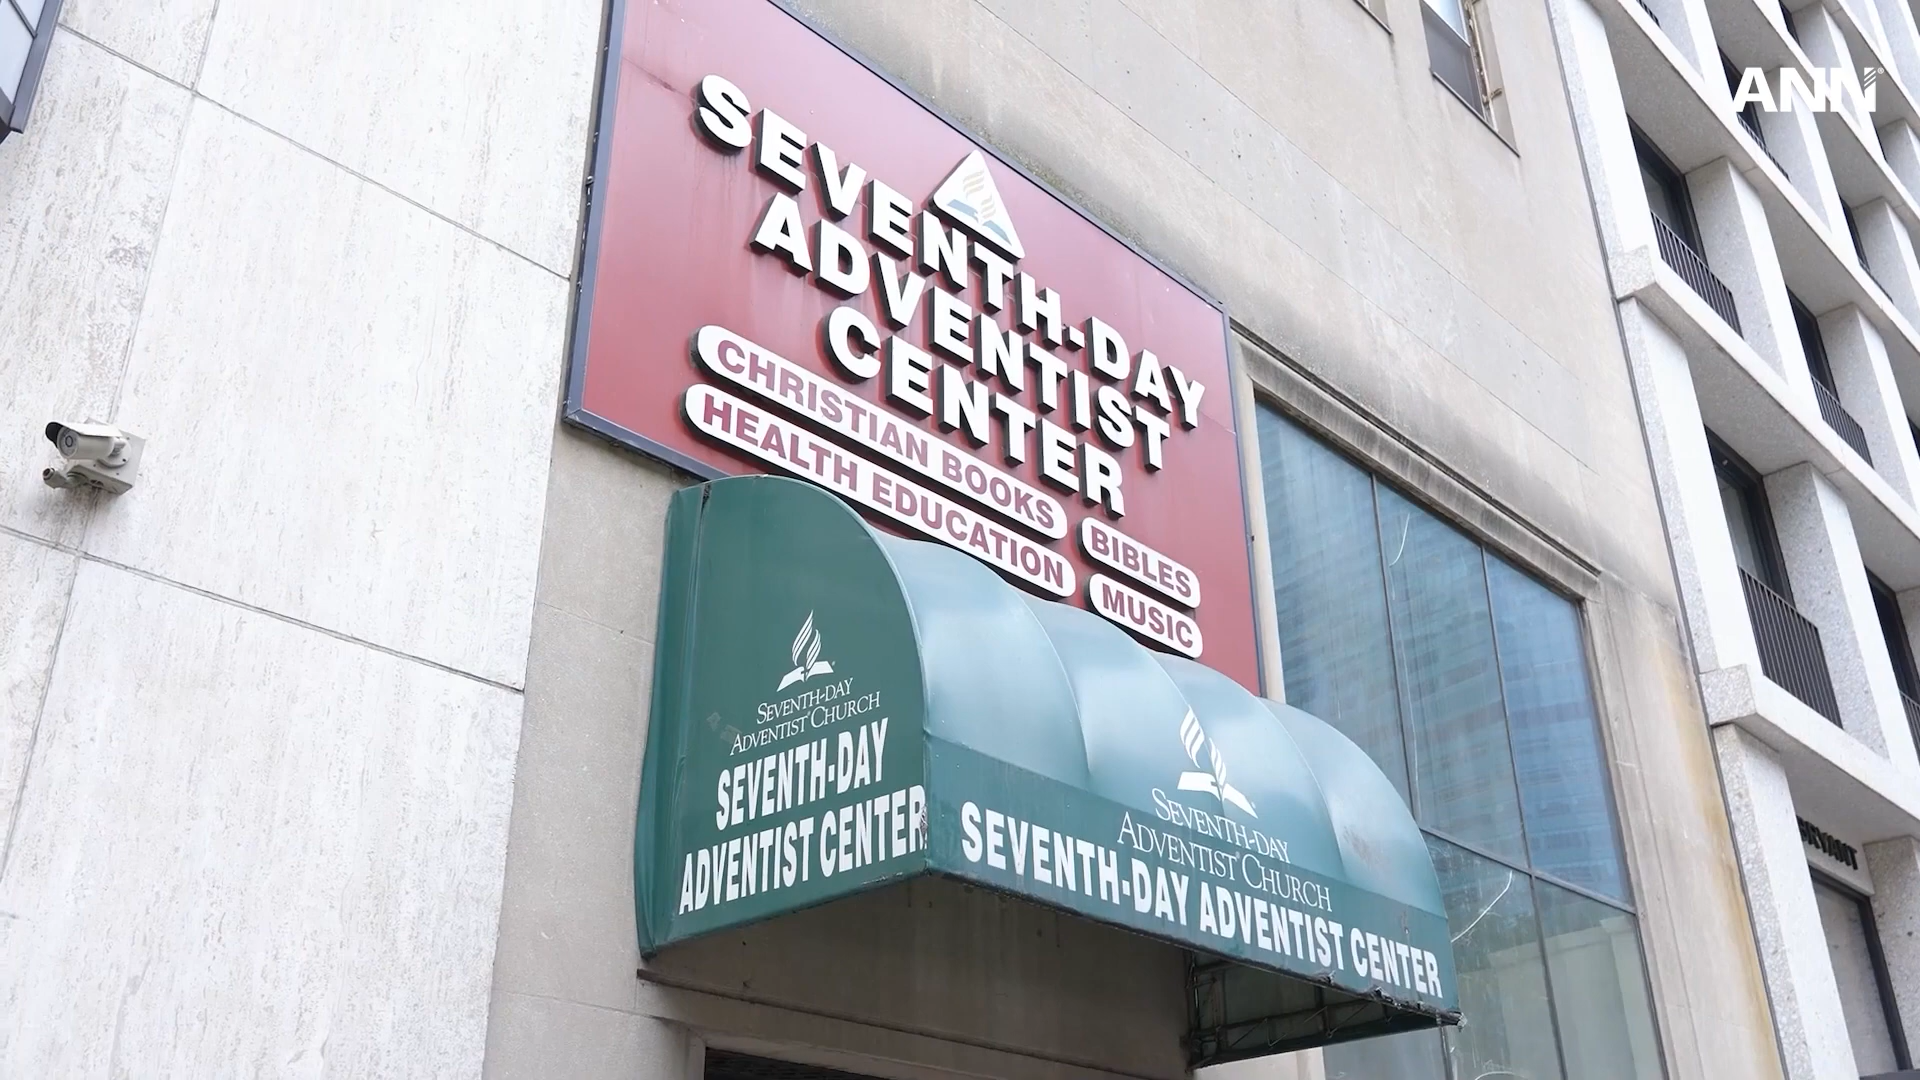 ANN
SEVENTH-DAY
ADVENTIST
CENTER
CHRISTIAN BOOKS
BIBLES
HEALTH EDUCATION
MUSIC
SEVENTH-DAY
ADVENTIST CHURCH
SEVENTH-DAY
ADVENTIST CENTER
SEVENTH-DAY
ADVENTIST CHURCH
SEVENTH-DAY ADVENTIST CENTER